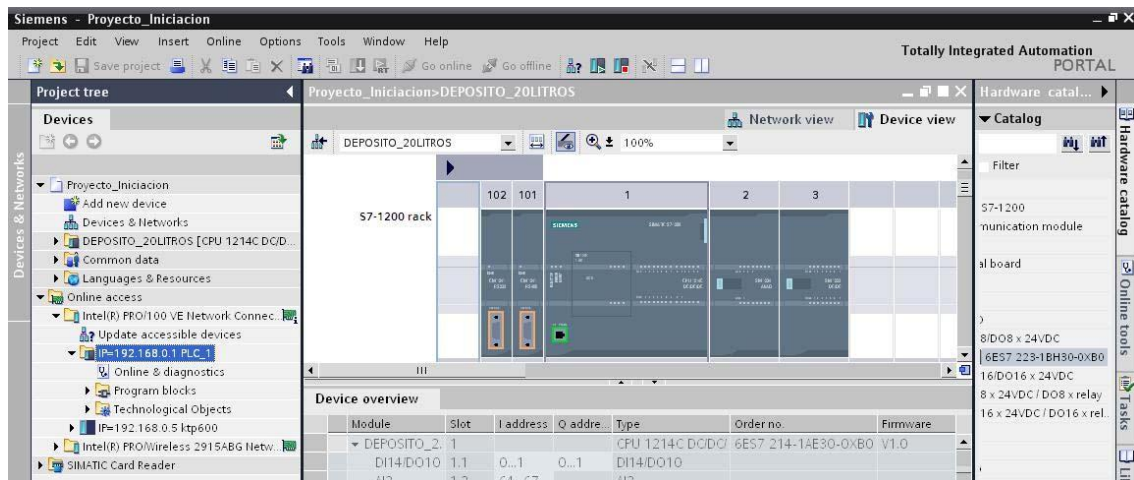 Siemens - Proyecto_Iniciacion
Project Edit View Insert Online Options Tools Window Help
Totally Integrated Automation
PORTAL
Save project
Go online
Go offline
Project tree
Devices
Devices & Networks
Proyecto_Iniciacion
Add new device
Devices & Networks
DEPOSITO_20LITROS [CPU 1214C DC/D...
Common data
Languages & Resources
Online access
Intel(R) PRO/100 VE Network Connec...
Update accessible devices
IP=192.168.0.1 PLC_1
Online & diagnostics
Program blocks
Technological Objects
IP=192.168.0.5 ktp600
Intel(R) PRO/Wireless 2915ABG Netw...
SIMATIC Card Reader
Proyecto_Iniciacion>DEPOSITO_20LITROS
Network view
Device view
DEPOSITO_20LITROS
100%
102 101 1 2 3
S7-1200 rack
SIEMENS
Device overview
Module Slot I address Q addre... Type Order no. Firmware
DEPOSITO_2. 1 CPU 1214C DC/DC/ 6ES7 214-1AE30-0XB0 V1.0
DI14/DO10 1.1 0...1 0...1 DI14/DO10
Hardware catal...
Catalog
Filter
S7-1200
munication module
al board
8/DO8 x 24VDC
6ES7 223-1BH30-0XB0
16/DO16 x 24VDC
8 x 24VDC / DO8 x relay
16 x 24VDC / DO16 x rel..
Hardware catalog
Online tools
Tasks